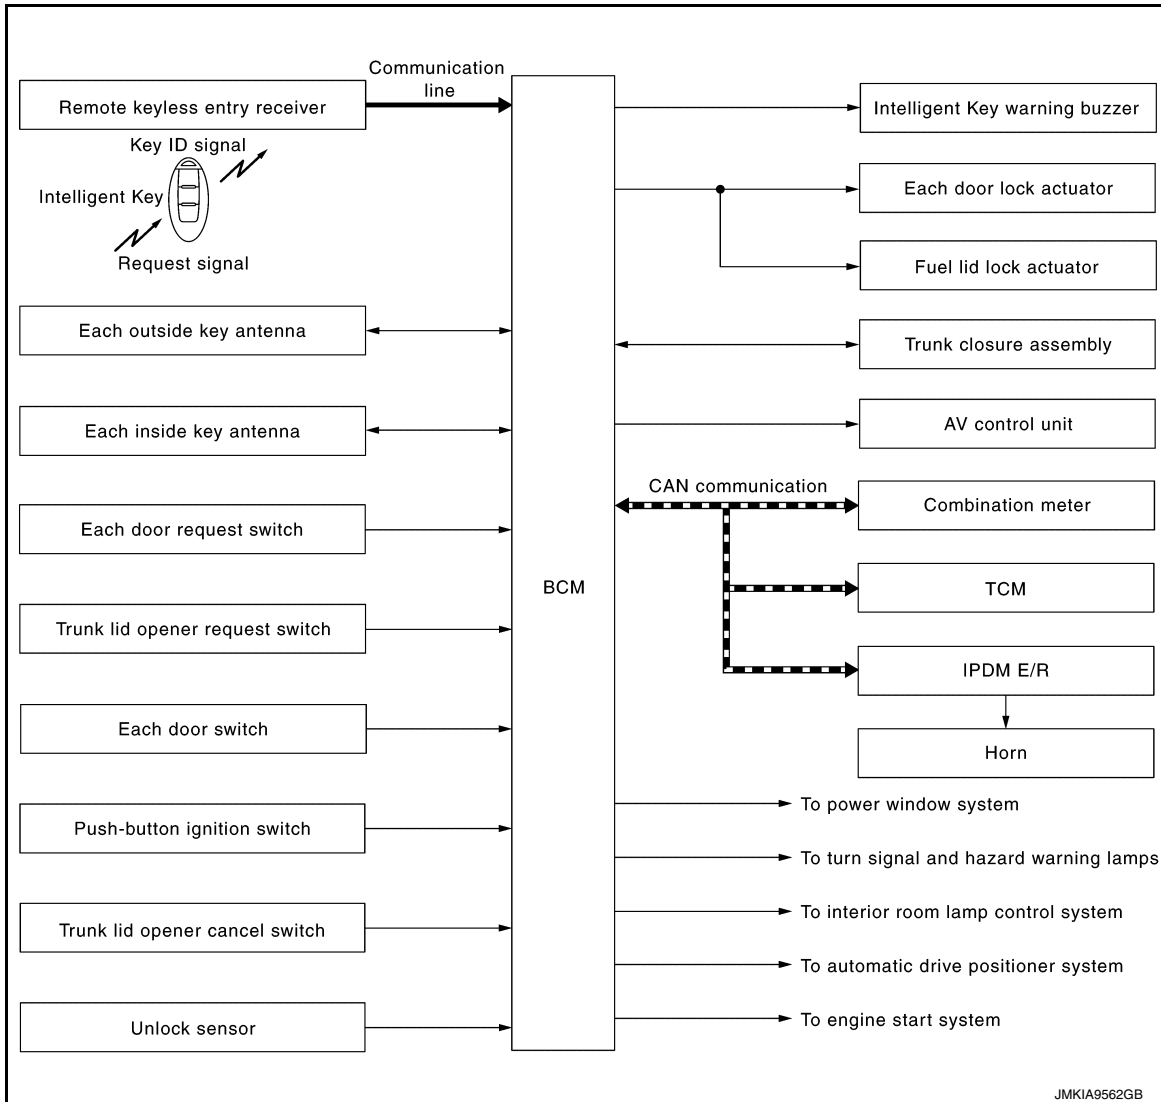 Communication
line
Remote keyless entry receiver
Key ID signal
Intelligent Key
Request signal
Each outside key antenna
Each inside key antenna
Each door request switch
Trunk lid opener request switch
Each door switch
Push-button ignition switch
Trunk lid opener cancel switch
Unlock sensor
BCM
Intelligent Key warning buzzer
Each door lock actuator
Fuel lid lock actuator
Trunk closure assembly
AV control unit
CAN communication
Combination meter
TCM
IPDM E/R
Horn
To power window system
To turn signal and hazard warning lamps
To interior room lamp control system
To automatic drive positioner system
To engine start system
JMKIA9562GB